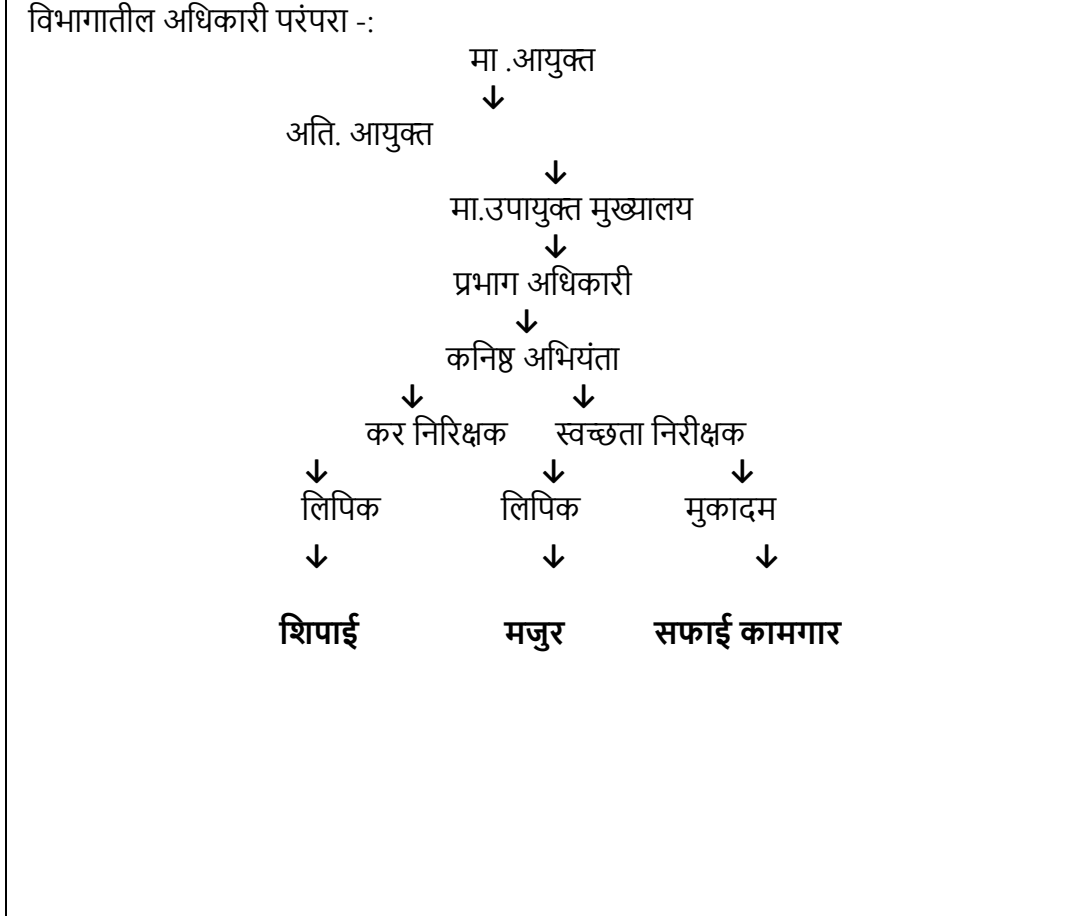 विभागातील अधिकारी परंपरा -:
मा .आयुक्त
↓
अति. आयुक्त
↓
मा.उपायुक्त मुख्यालय
↓
प्रभाग अधिकारी
↓
कनिष्ठ अभियंता
↓ ↓
कर निरिक्षक स्वच्छता निरीक्षक
↓ ↓ ↓
लिपिक लिपिक मुकादम
↓ ↓ ↓
शिपाई मजुर सफाई कामगार